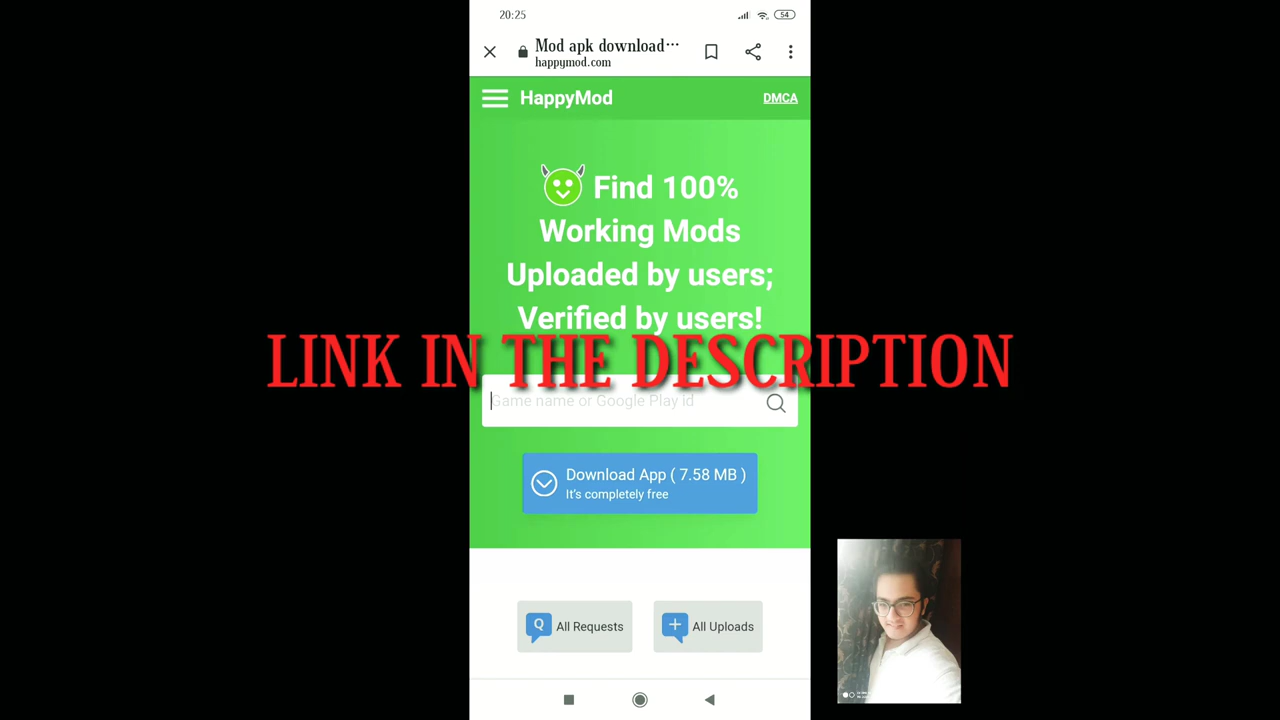 20:25
54
Mod apk download…
happymod.com
HappyMod
DMCA
Find 100%
Working Mods
Uploaded by users;
Verified by users!
LINK IN THE DESCRIPTION
Game name or Google Play id
Download App ( 7.58 MB )
It's completely free
Q
All Requests
All Uploads